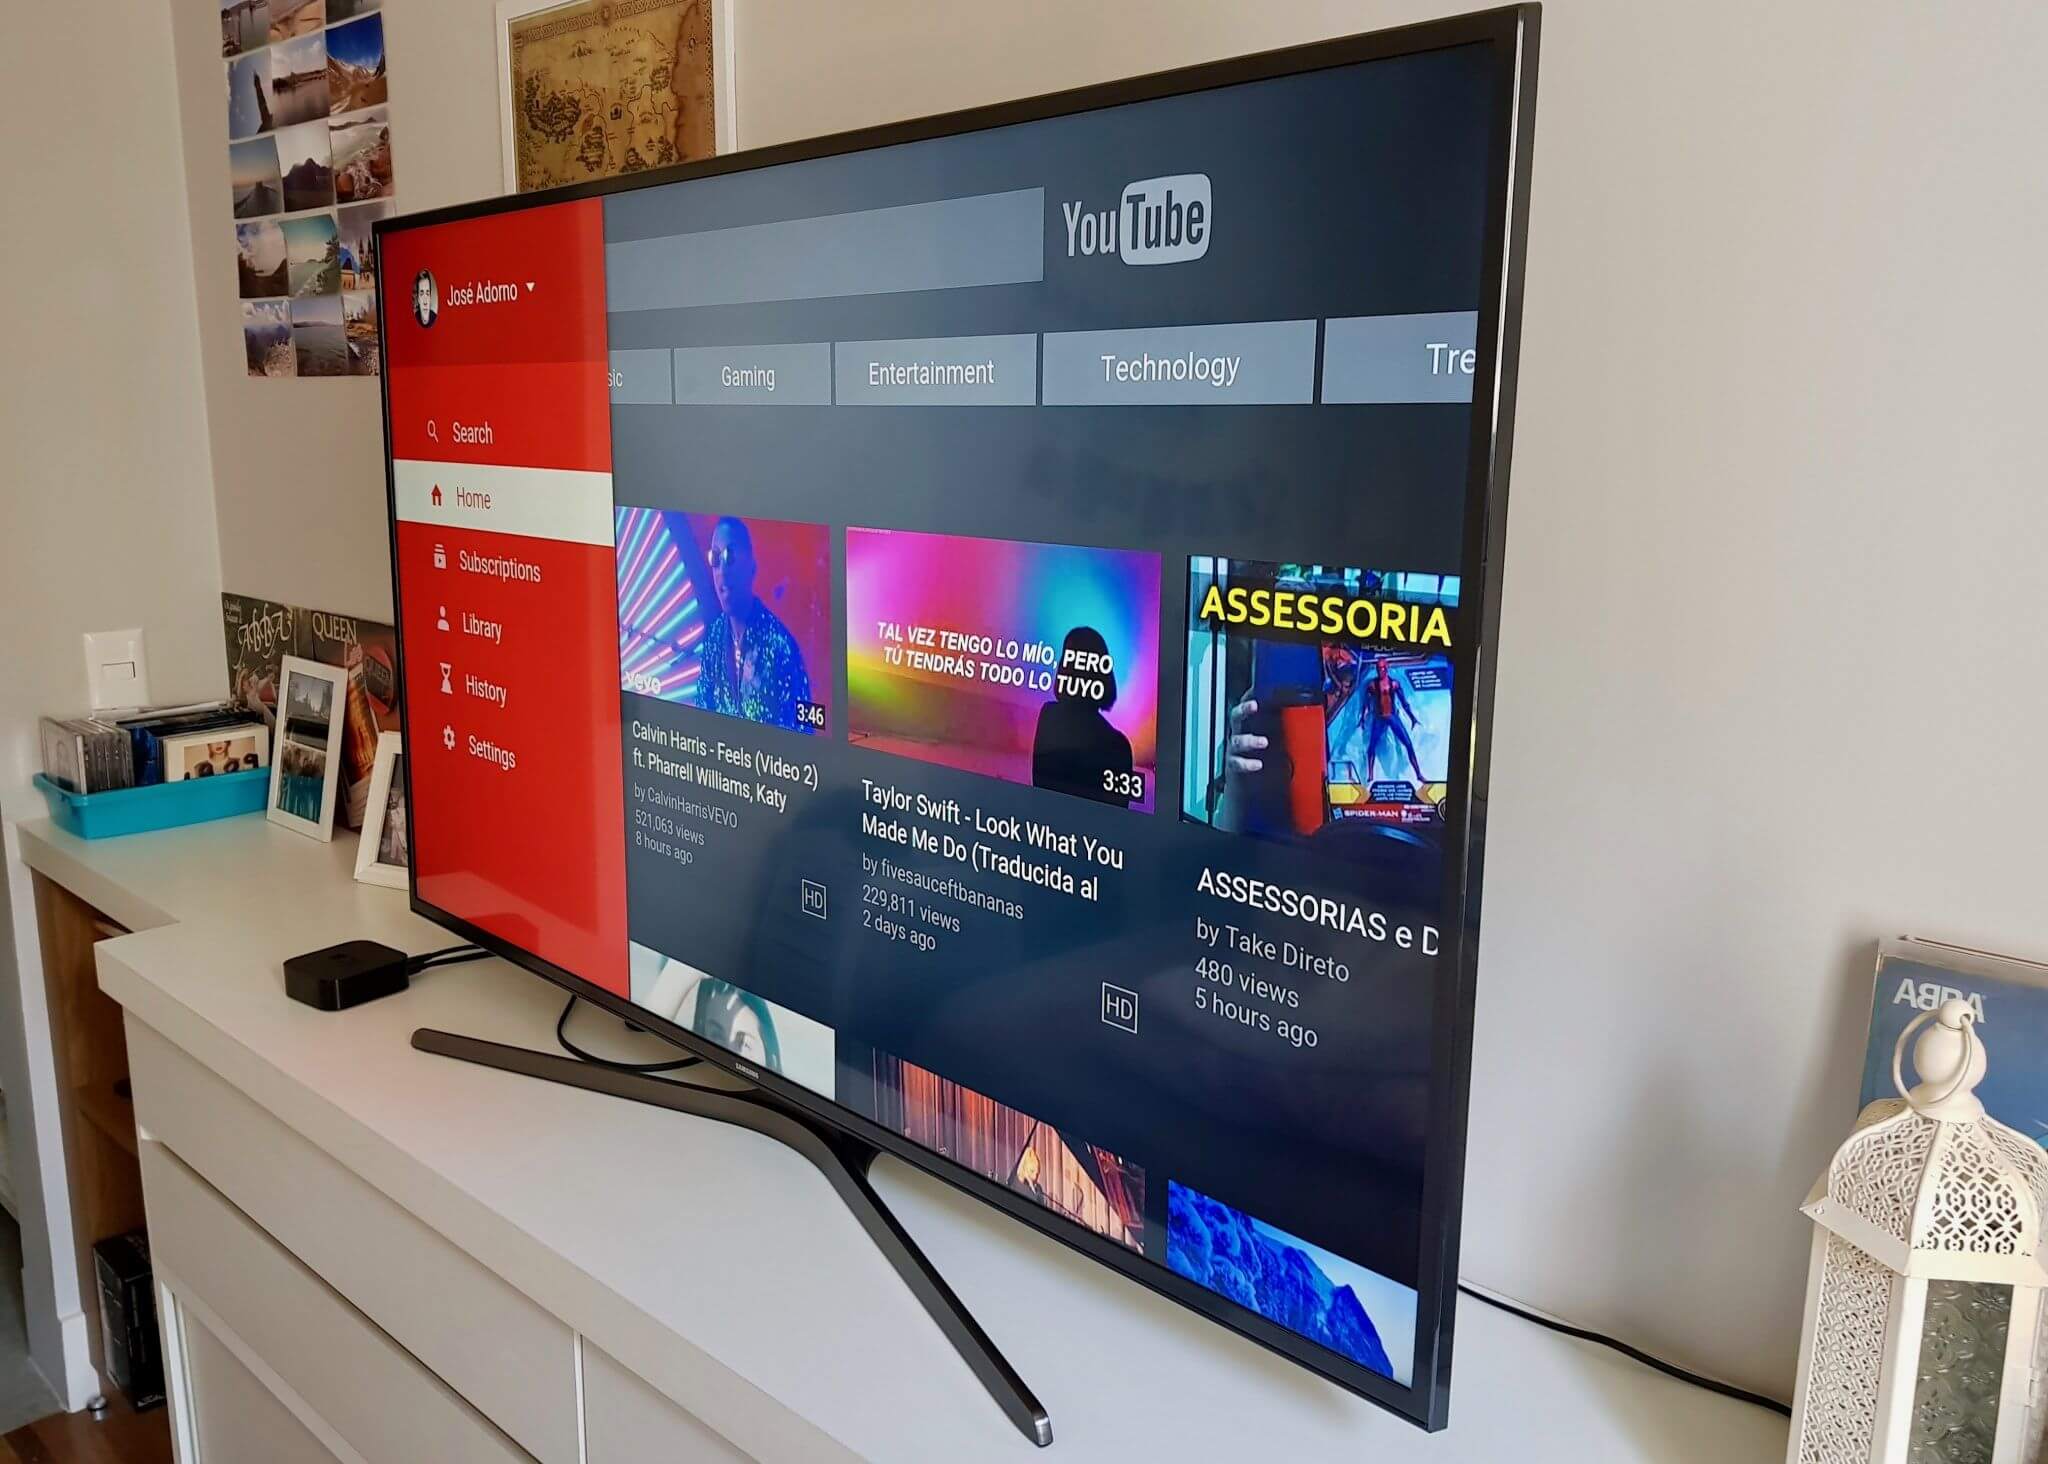 José Adorno
Search
Home
Subscriptions
Library
History
Settings
YouTube
sic
Gaming
Entertainment
Technology
Tre
vevo
3:46
Calvin Harris - Feels (Video 2)
ft. Pharrell Williams, Katy
by CalvinHarrisVEVO
521,063 views
8 hours ago
HD
TAL VEZ TENGO LO MÍO, PERO
TÚ TENDRÁS TODO LO TUYO
3:33
Taylor Swift - Look What You
Made Me Do (Traducida al
by fivesauceftbananas
229,811 views
2 days ago
HD
ASSESSORIA
SPIDER-MAN
ASSESSORIAS e D
by Take Direto
480 views
5 hours ago
SAMSUNG
ABBA
QUEEN
ABBA